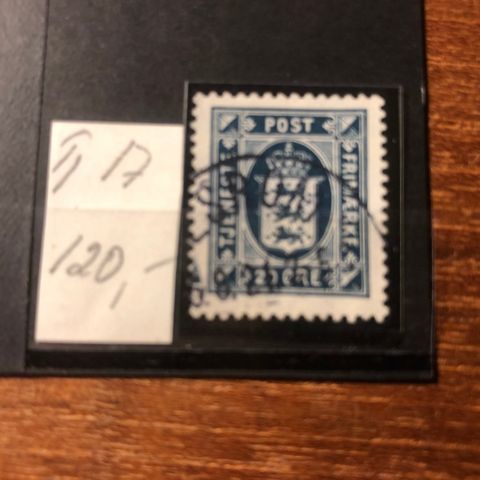 Tj 17
120,-
POST
TJENESTE
FRIMÆRKE